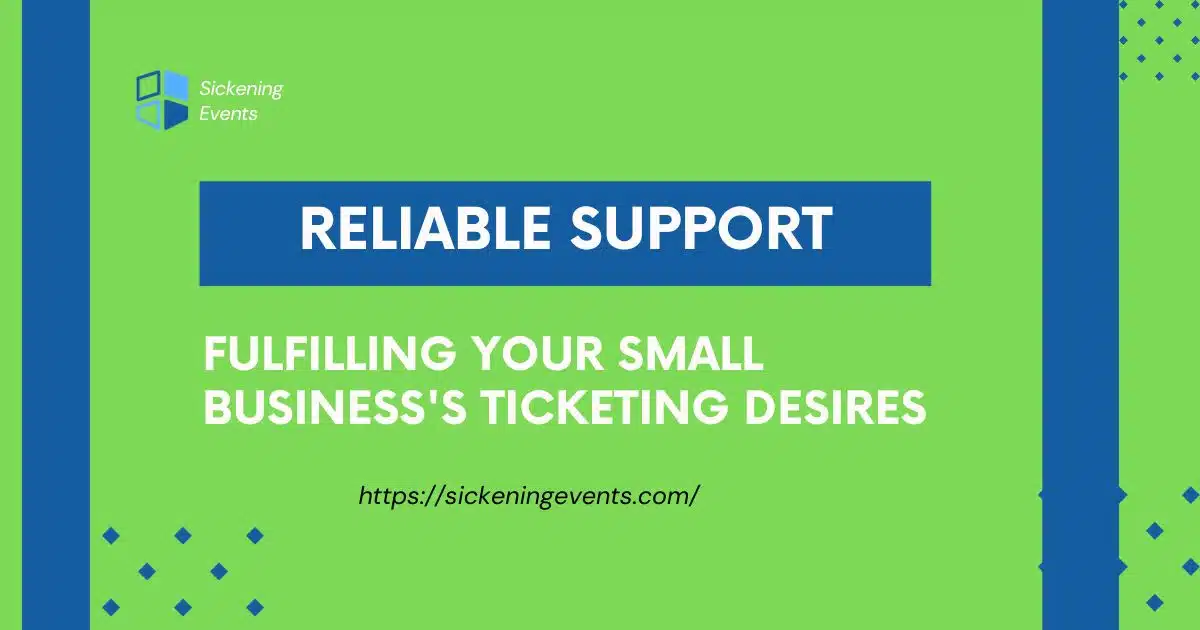 Sickening
Events
RELIABLE SUPPORT
FULFILLING YOUR SMALL
BUSINESS'S TICKETING DESIRES
https://sickeningevents.com/